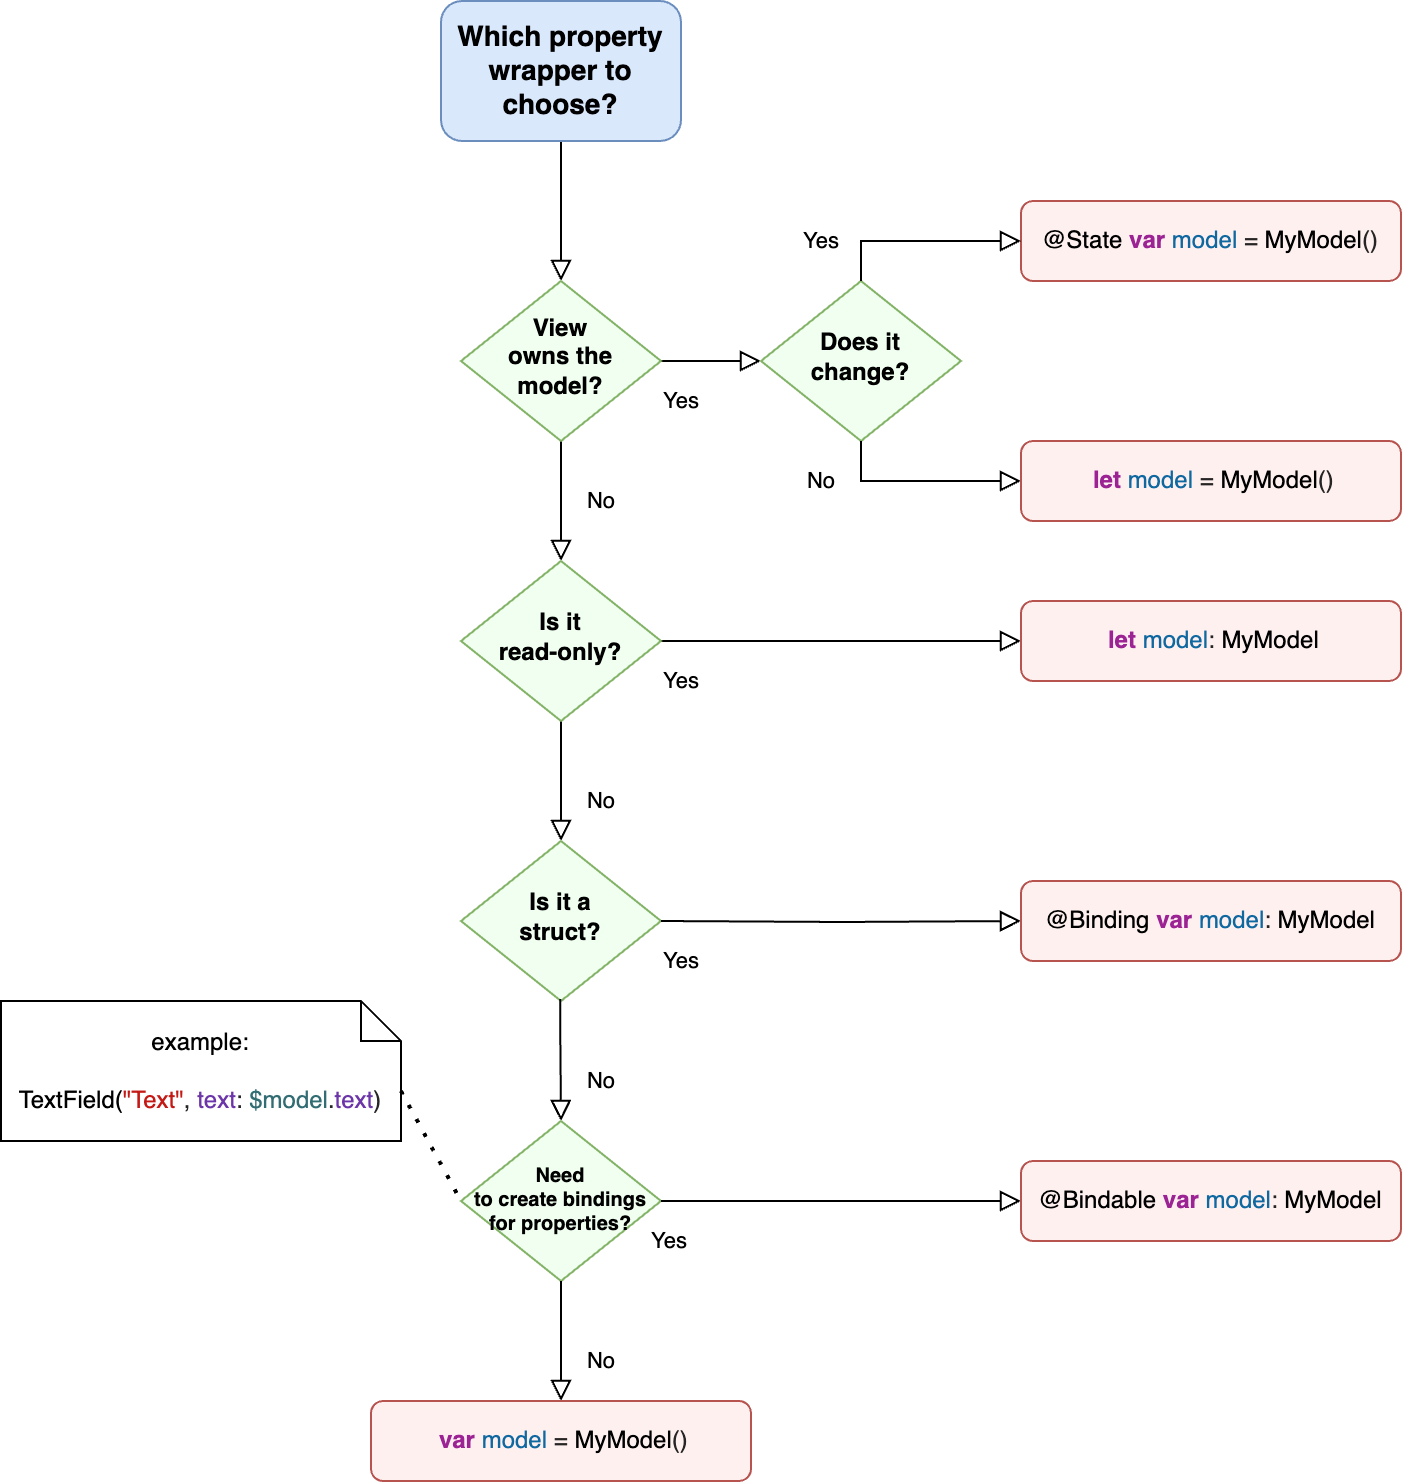 Which property
wrapper to
choose?
Yes
@State var model = MyModel()
View
owns the
model?
Does it
change?
Yes
No
let model = MyModel()
No
Is it
read-only?
let model: MyModel
Yes
No
Is it a
struct?
@Binding var model: MyModel
Yes
example:
TextField("Text", text: $model.text)
No
Need
to create bindings
for properties?
@Bindable var model: MyModel
Yes
No
var model = MyModel()